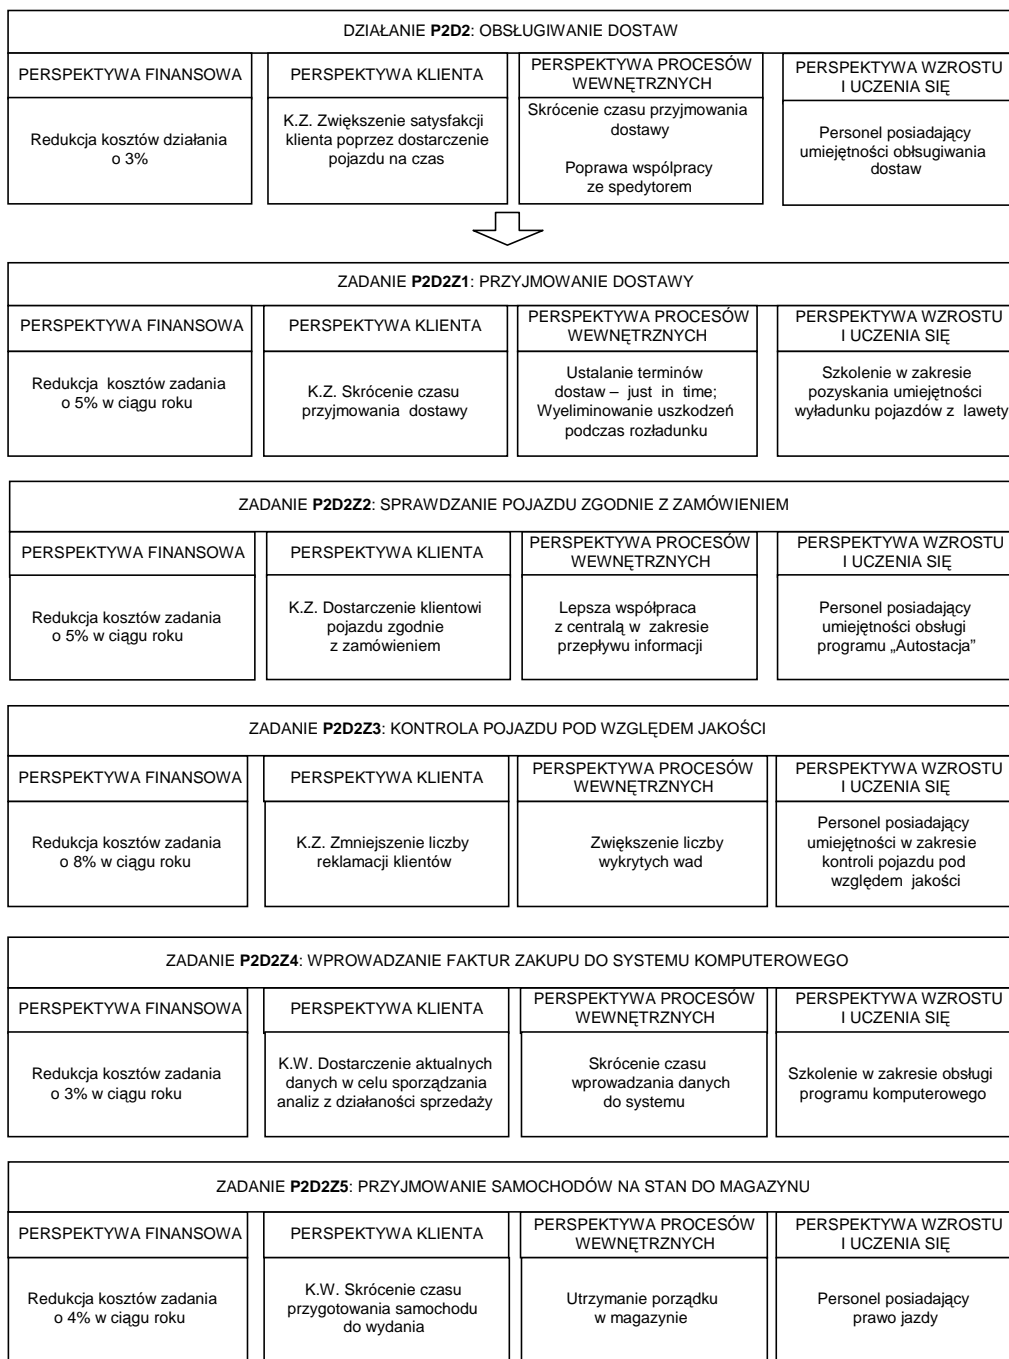 DZIAŁANIE P2D2: OBSŁUGIWANIE DOSTAW
PERSPEKTYWA FINANSOWA
Redukcja kosztów działania
o 3%
PERSPEKTYWA KLIENTA
K.Z. Zwiększenie satysfakcji
klienta poprzez dostarczenie
pojazdu na czas
PERSPEKTYWA PROCESÓW
WEWNĘTRZNYCH
Skrócenie czasu przyjmowania
dostawy
Poprawa wspólpracy
ze spedytorem
PERSPEKTYWA WZROSTU
I UCZENIA SIĘ
Personel posiadający
umiejętności obłsugiwania
dostaw
ZADANIE P2D2Z1: PRZYJMOWANIE DOSTAWY
PERSPEKTYWA FINANSOWA
Redukcja kosztów zadania
o 5% w ciągu roku
PERSPEKTYWA KLIENTA
K.Z. Skrócenie czasu
przyjmowania dostawy
PERSPEKTYWA PROCESÓW
WEWNĘTRZNYCH
Ustalanie terminów
dostaw – just in time;
Wyeliminowanie uszkodzeń
podczas rozładunku
PERSPEKTYWA WZROSTU
I UCZENIA SIĘ
Szkolenie w zakresie
pozyskania umiejętności
wyładunku pojazdów z lawety
ZADANIE P2D2Z2: SPRAWDZANIE POJAZDU ZGODNIE Z ZAMÓWIENIEM
PERSPEKTYWA FINANSOWA
Redukcja kosztów zadania
o 5% w ciągu roku
PERSPEKTYWA KLIENTA
K.Z. Dostarczenie klientowi
pojazdu zgodnie
z zamówieniem
PERSPEKTYWA PROCESÓW
WEWNĘTRZNYCH
Lepsza współpraca
z centralą w zakresie
przepływu informacji
PERSPEKTYWA WZROSTU
I UCZENIA SIĘ
Personel posiadający
umiejętności obsługi
programu „Autostacja”
ZADANIE P2D2Z3: KONTROLA POJAZDU POD WZGLĘDEM JAKOŚCI
PERSPEKTYWA FINANSOWA
Redukcja kosztów zadania
o 8% w ciągu roku
PERSPEKTYWA KLIENTA
K.Z. Zmniejszenie liczby
reklamacji klientów
PERSPEKTYWA PROCESÓW
WEWNĘTRZNYCH
Zwiększenie liczby
wykrytych wad
PERSPEKTYWA WZROSTU
I UCZENIA SIĘ
Personel posiadający
umiejętności w zakresie
kontroli pojazdu pod
względem jakości
ZADANIE P2D2Z4: WPROWADZANIE FAKTUR ZAKUPU DO SYSTEMU KOMPUTEROWEGO
PERSPEKTYWA FINANSOWA
Redukcja kosztów zadania
o 3% w ciągu roku
PERSPEKTYWA KLIENTA
K.W. Dostarczenie aktualnych
danych w celu sporządzania
analiz z działaności sprzedaży
PERSPEKTYWA PROCESÓW
WEWNĘTRZNYCH
Skrócenie czasu
wprowadzania danych
do systemu
PERSPEKTYWA WZROSTU
I UCZENIA SIĘ
Szkolenie w zakresie obsługi
programu komputerowego
ZADANIE P2D2Z5: PRZYJMOWANIE SAMOCHODÓW NA STAN DO MAGAZYNU
PERSPEKTYWA FINANSOWA
Redukcja kosztów zadania
o 4% w ciągu roku
PERSPEKTYWA KLIENTA
K.W. Skrócenie czasu
przygotowania samochodu
do wydania
PERSPEKTYWA PROCESÓW
WEWNĘTRZNYCH
Utrzymanie porządku
w magazynie
PERSPEKTYWA WZROSTU
I UCZENIA SIĘ
Personel posiadający
prawo jazdy